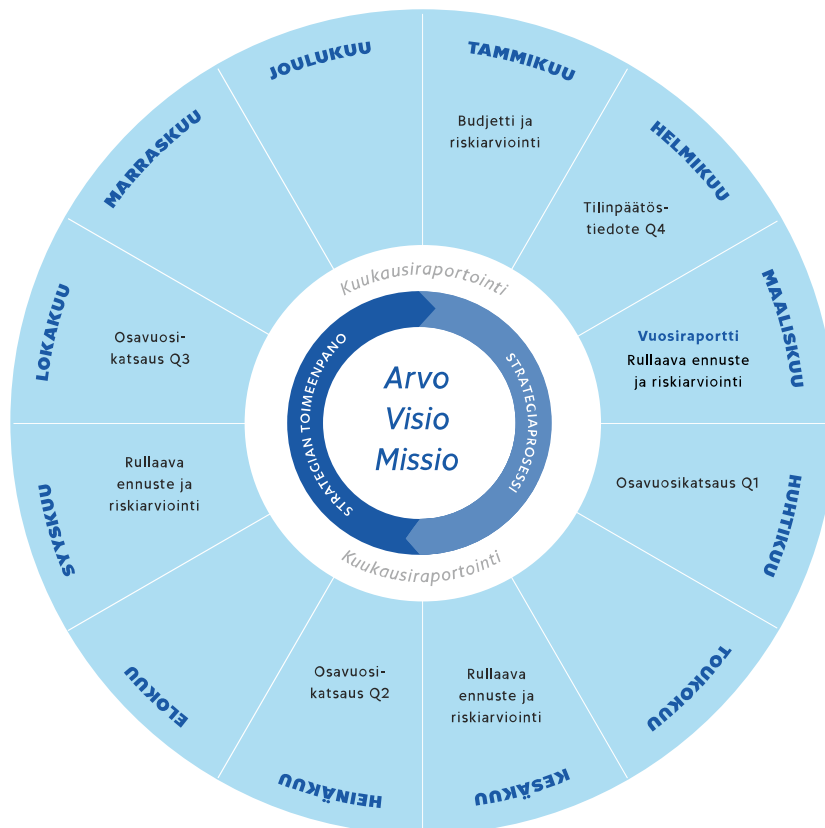 TAMMIKUU
Budjetti ja
riskiarviointi
HELMIKUU
Tilinpäätös-
tiedote Q4
MAALISKUU
Vuosiraportti
Rullaava ennuste
ja riskiarviointi
HUHTIKUU
Osavuosikatsaus Q1
TOUKOKUU
KESÄKUU
Rullaava
ennuste ja
riskiarviointi
HEINÄKUU
Osavuosi-
katsaus Q2
ELOKUU
SYYSKUU
Rullaava
ennuste ja
riskiarviointi
LOKAKUU
Osavuosi-
katsaus Q3
MARRASKUU
JOULUKUU
Kuukausiraportointi
STRATEGIAN TOIMEENPANO
STRATEGIAPROSESSI
Arvo
Visio
Missio
Kuukausiraportointi